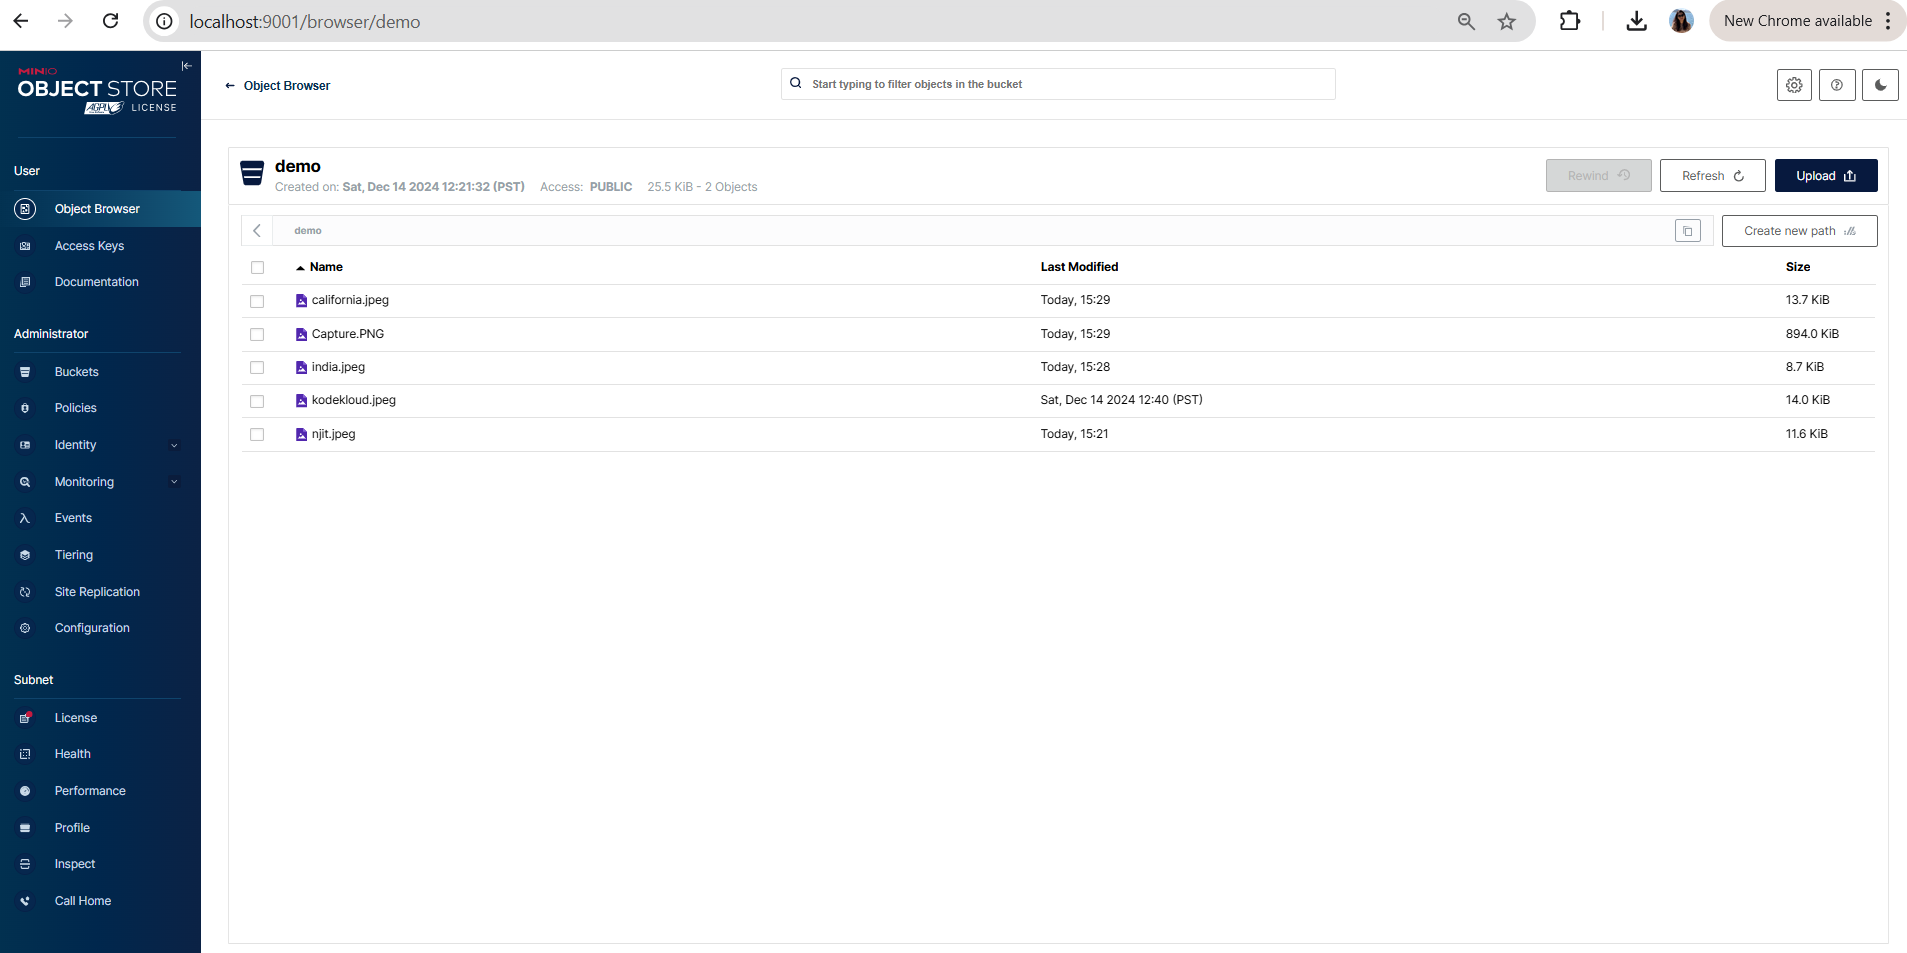 localhost:9001/browser/demo
New Chrome available
MINIO
OBJECT STORE
AGPLv3 LICENSE
Object Browser
Start typing to filter objects in the bucket
User
Object Browser
Access Keys
Documentation
Administrator
Buckets
Policies
Identity
Monitoring
Events
Tiering
Site Replication
Configuration
Subnet
License
Health
Performance
Profile
Inspect
Call Home
demo
Created on: Sat, Dec 14 2024 12:21:32 (PST) Access: PUBLIC 25.5 KiB - 2 Objects
Rewind
Refresh
Upload
demo
Create new path
Name Last Modified Size
california.jpeg Today, 15:29 13.7 KiB
Capture.PNG Today, 15:29 894.0 KiB
india.jpeg Today, 15:28 8.7 KiB
kodekloud.jpeg Sat, Dec 14 2024 12:40 (PST) 14.0 KiB
njit.jpeg Today, 15:21 11.6 KiB